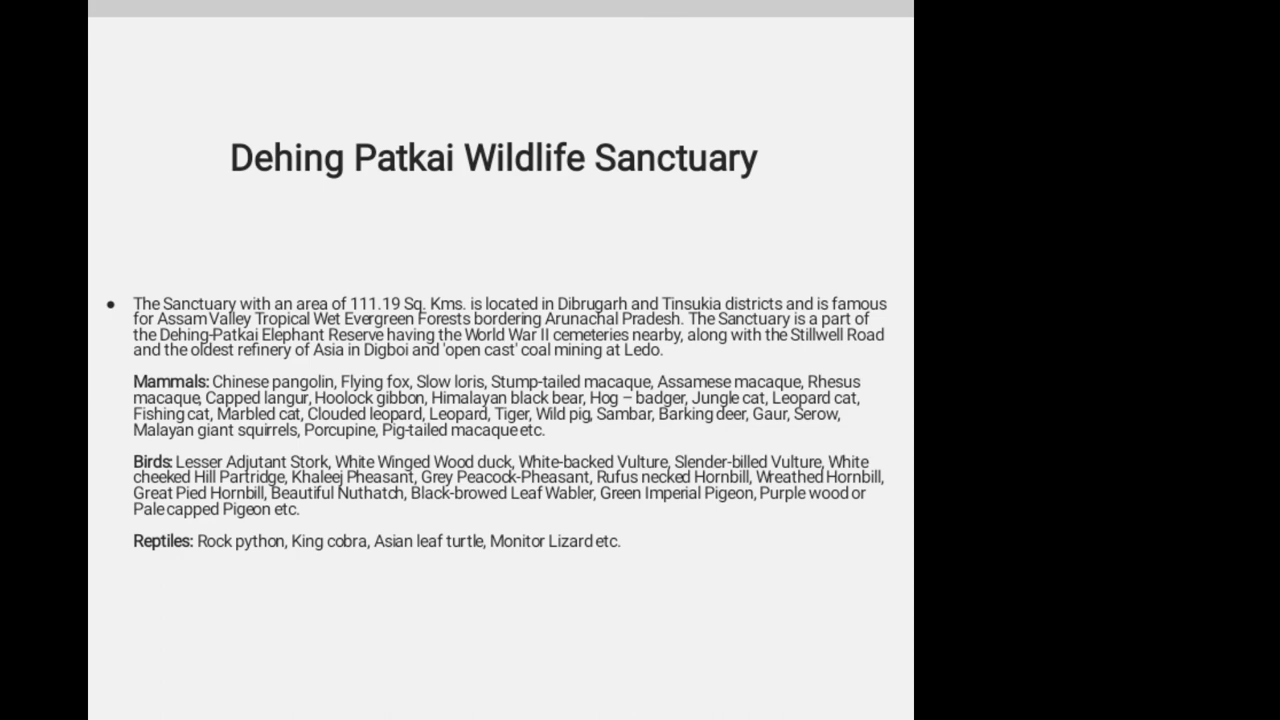 Dehing Patkai Wildlife Sanctuary
● The Sanctuary with an area of 111.19 Sq. Kms. is located in Dibrugarh and Tinsukia districts and is famous
for Assam Valley Tropical Wet Evergreen Forests bordering Arunachal Pradesh. The Sanctuary is a part of
the Dehing-Patkai Elephant Reserve having the World War II cemeteries nearby, along with the Stillwell Road
and the oldest refinery of Asia in Digboi and 'open cast' coal mining at Ledo.
Mammals: Chinese pangolin, Flying fox, Slow loris, Stump-tailed macaque, Assamese macaque, Rhesus
macaque, Capped langur, Hoolock gibbon, Himalayan black bear, Hog – badger, Jungle cat, Leopard cat,
Fishing cat, Marbled cat, Clouded leopard, Leopard, Tiger, Wild pig, Sambar, Barking deer, Gaur, Serow,
Malayan giant squirrels, Porcupine, Pig-tailed macaque etc.
Birds: Lesser Adjutant Stork, White Winged Wood duck, White-backed Vulture, Slender-billed Vulture, White
cheeked Hill Partridge, Khaleej Pheasant, Grey Peacock-Pheasant, Rufus necked Hornbill, Wreathed Hornbill,
Great Pied Hornbill, Beautiful Nuthatch, Black-browed Leaf Wabler, Green Imperial Pigeon, Purple wood or
Pale capped Pigeon etc.
Reptiles: Rock python, King cobra, Asian leaf turtle, Monitor Lizard etc.